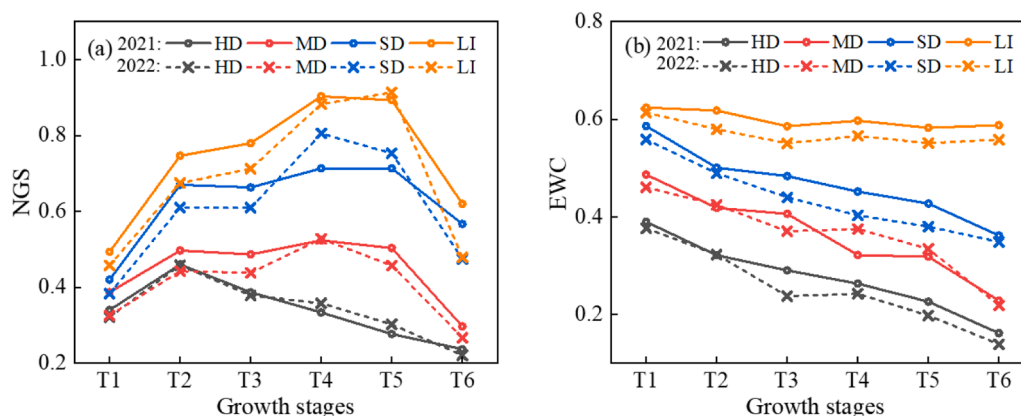 (a) 2021: HD MD SD LI
2022: HD MD SD LI
1.0
0.8
0.6
0.4
0.2
NGS
T1 T2 T3 T4 T5 T6
Growth stages
(b) 2021: HD MD SD LI
2022: HD MD SD LI
0.8
0.6
0.4
0.2
EWC
T1 T2 T3 T4 T5 T6
Growth stages